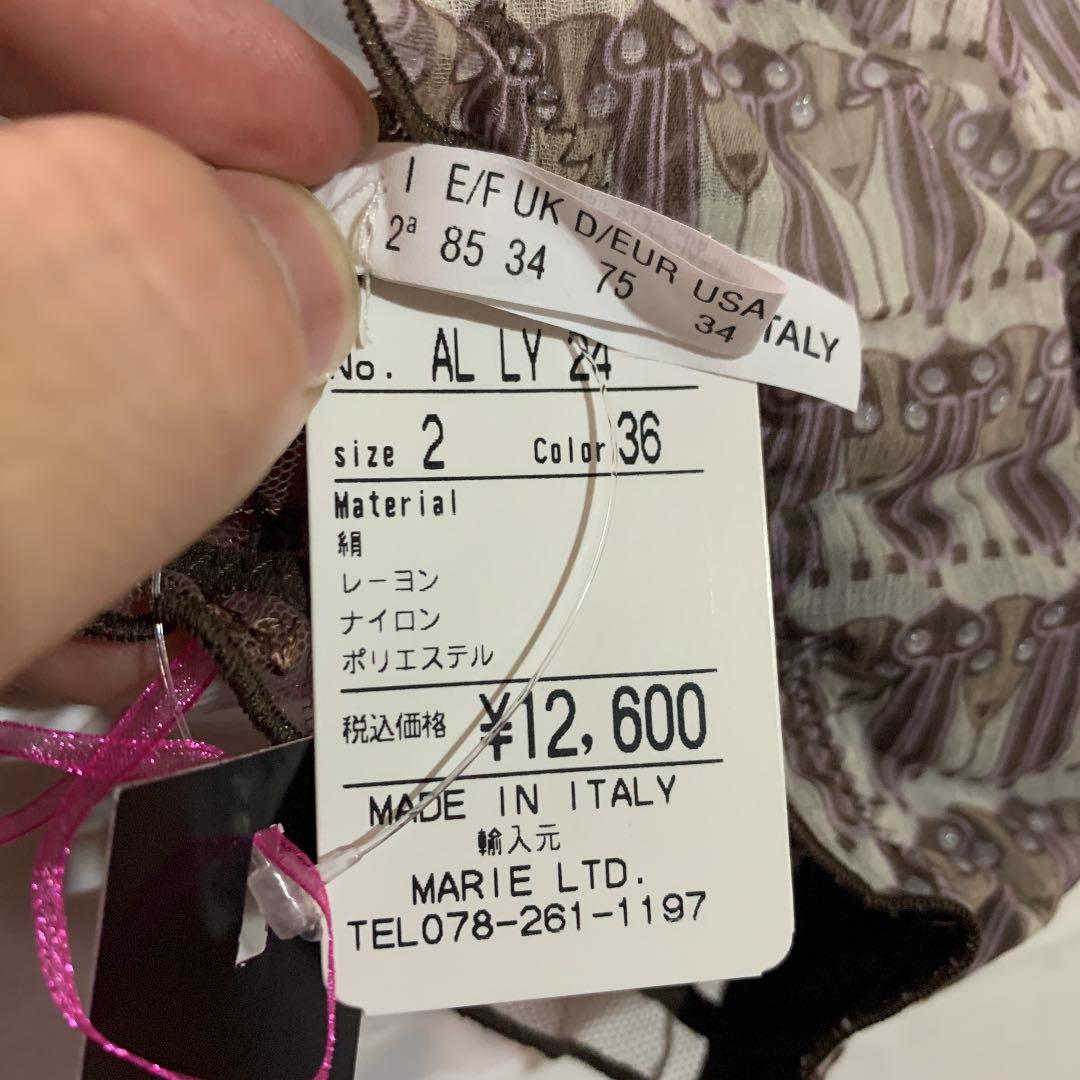 I E/F UK D/EUR USA
2ª 85 34 75 34
TALY
No. AL LY 24
size 2 Color 36
Material
絹
レーヨン
ナイロン
ポリエステル
税込価格 ¥12,600
MADE IN ITALY
輸入元
MARIE LTD.
TEL078-261-1197